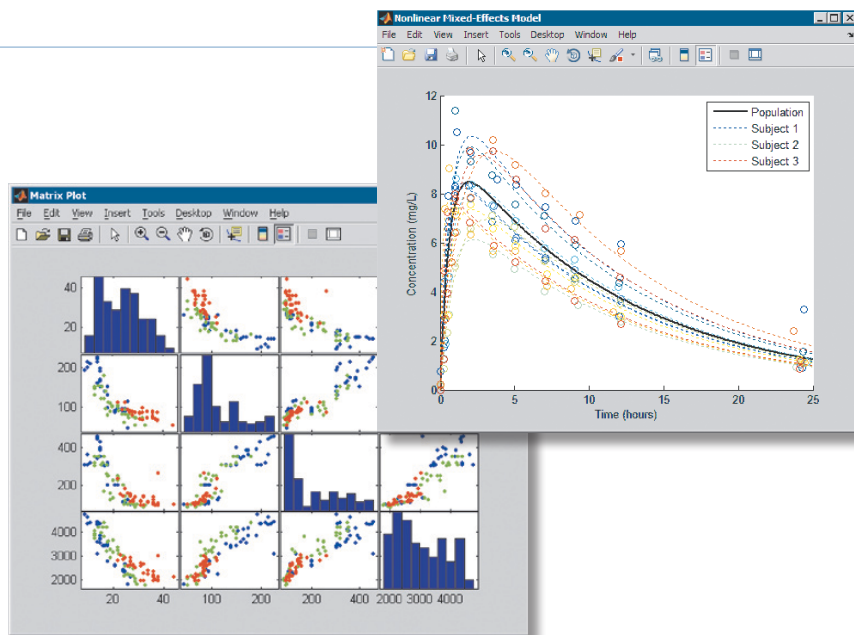 Nonlinear Mixed-Effects Model
File Edit View Insert Tools Desktop Window Help
12
10
8
6
4
2
0
Concentration (mg/L)
Population
Subject 1
Subject 2
Subject 3
0 5 10 15 20 25
Time (hours)
Matrix Plot
File Edit View Insert Tools Desktop Window Help
40
20
200
100
400
200
4000
3000
2000
20 40 100 200 200 400 2000 3000 4000